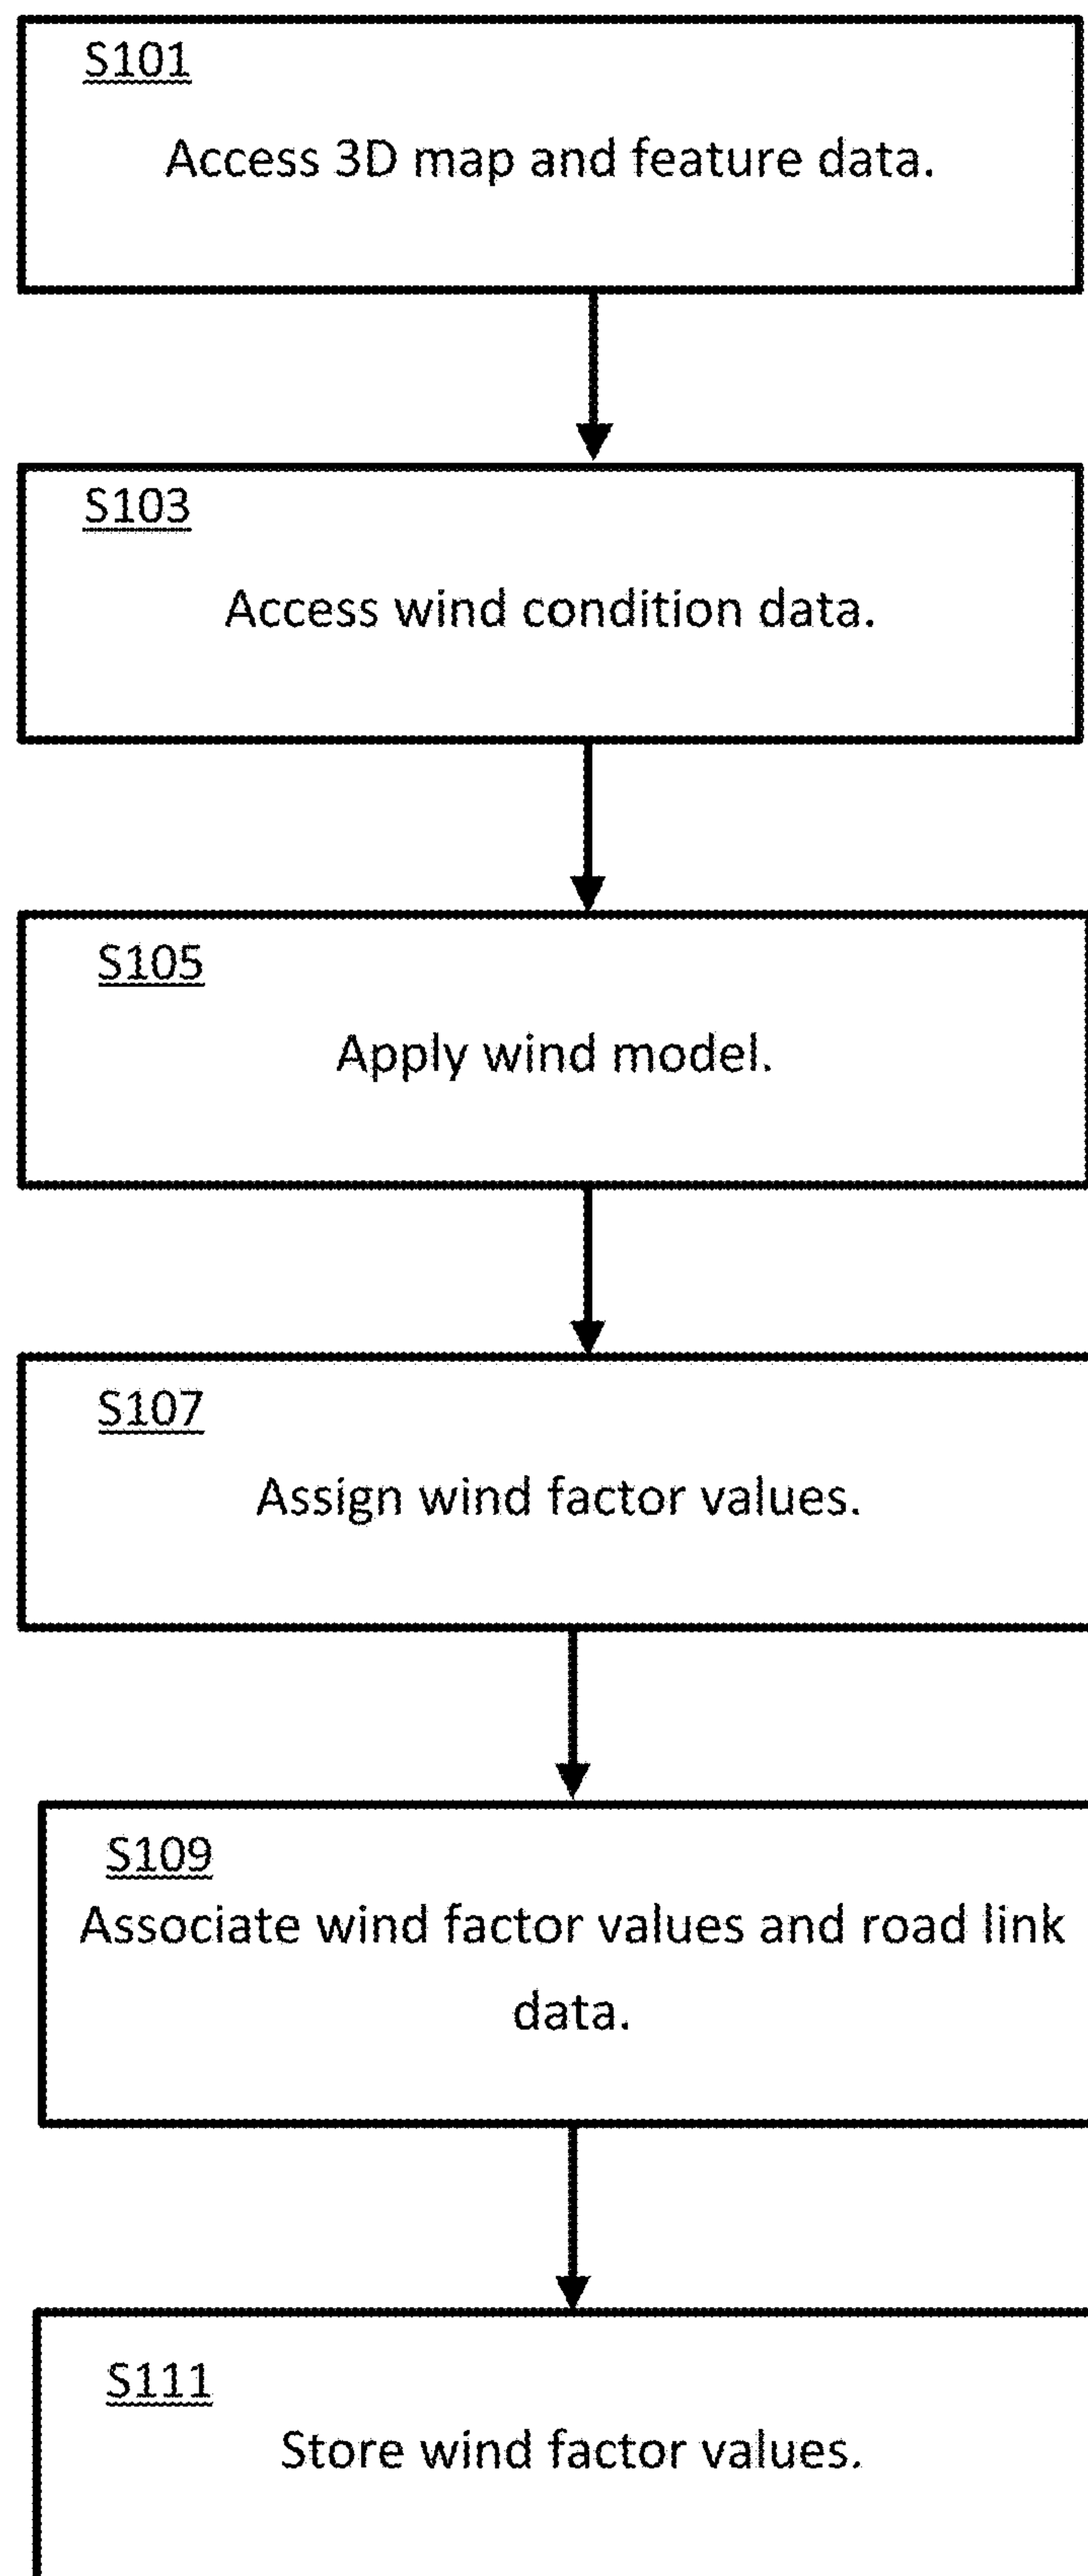 S101
Access 3D map and feature data.
S103
Access wind condition data.
S105
Apply wind model.
S107
Assign wind factor values.
S109
Associate wind factor values and road link
data.
S111
Store wind factor values.